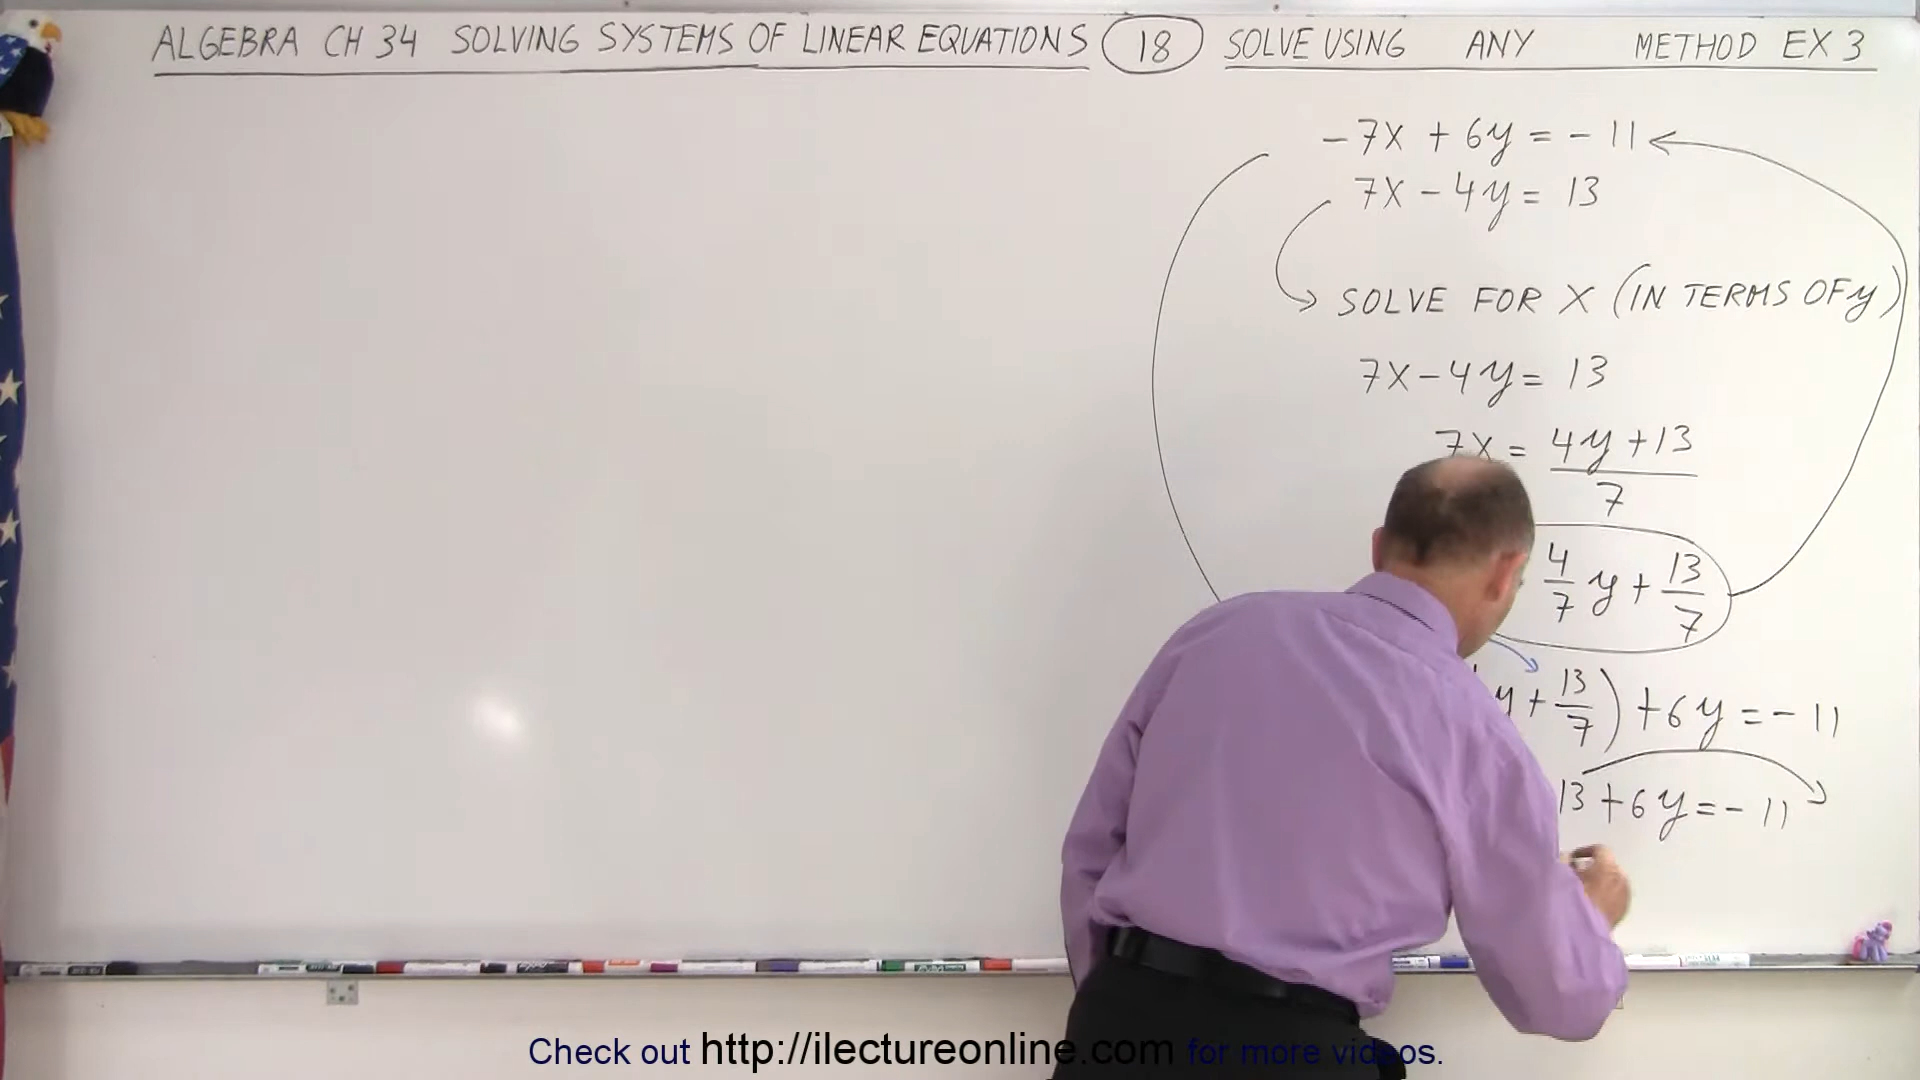 ALGEBRA CH 34 SOLVING SYSTEMS OF LINEAR EQUATIONS 18 SOLVE USING ANY METHOD EX 3
-7X + 6y = -11
7X - 4y = 13
SOLVE FOR X (IN TERMS OF y)
7X - 4y = 13
7X = 4y + 13
7
4/7 y + 13/7
y + 13/7) + 6y = -11
13 + 6y = -11
Check out http://ilectureonline.com for more videos.